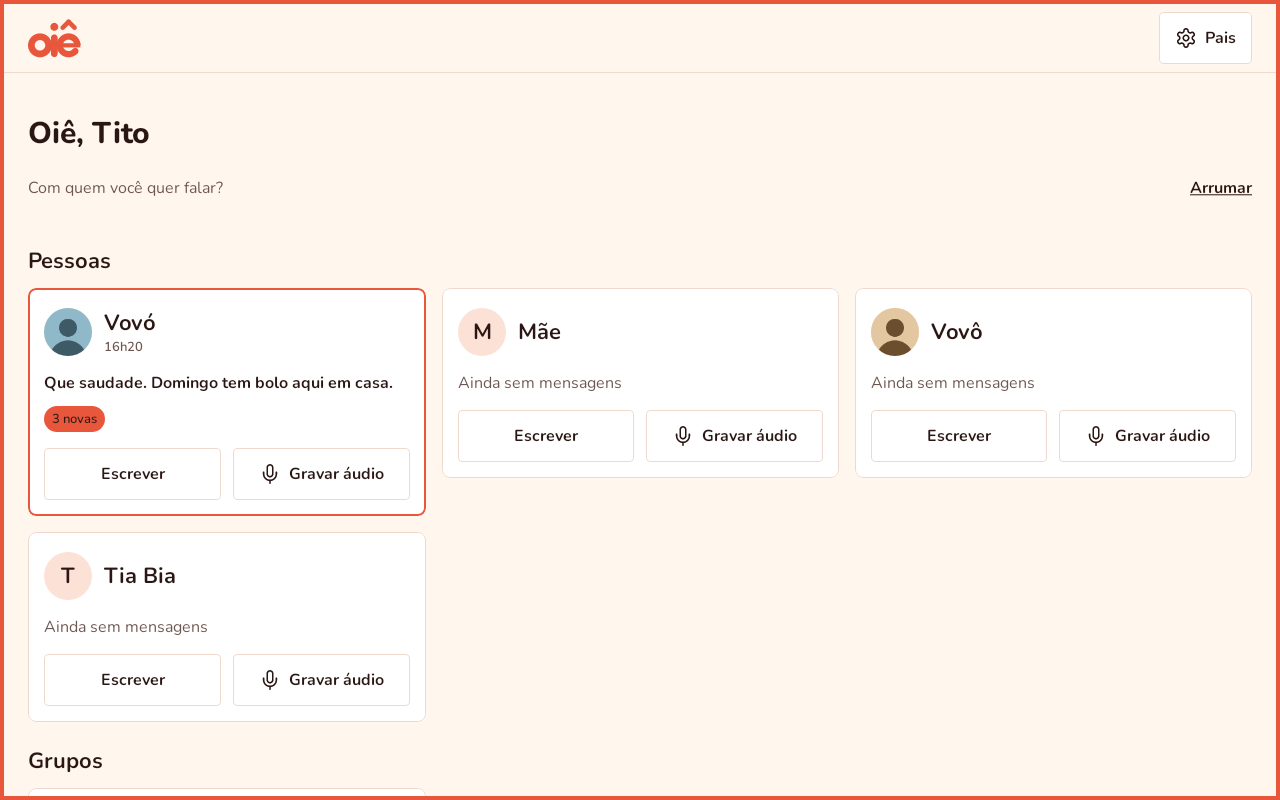 oiê
Pais
Oiê, Tito
Com quem você quer falar?
Arrumar
Pessoas
Vovó
16h20
Que saudade. Domingo tem bolo aqui em casa.
3 novas
Escrever
Gravar áudio
M
Mãe
Ainda sem mensagens
Escrever
Gravar áudio
Vovô
Ainda sem mensagens
Escrever
Gravar áudio
T
Tia Bia
Ainda sem mensagens
Escrever
Gravar áudio
Grupos